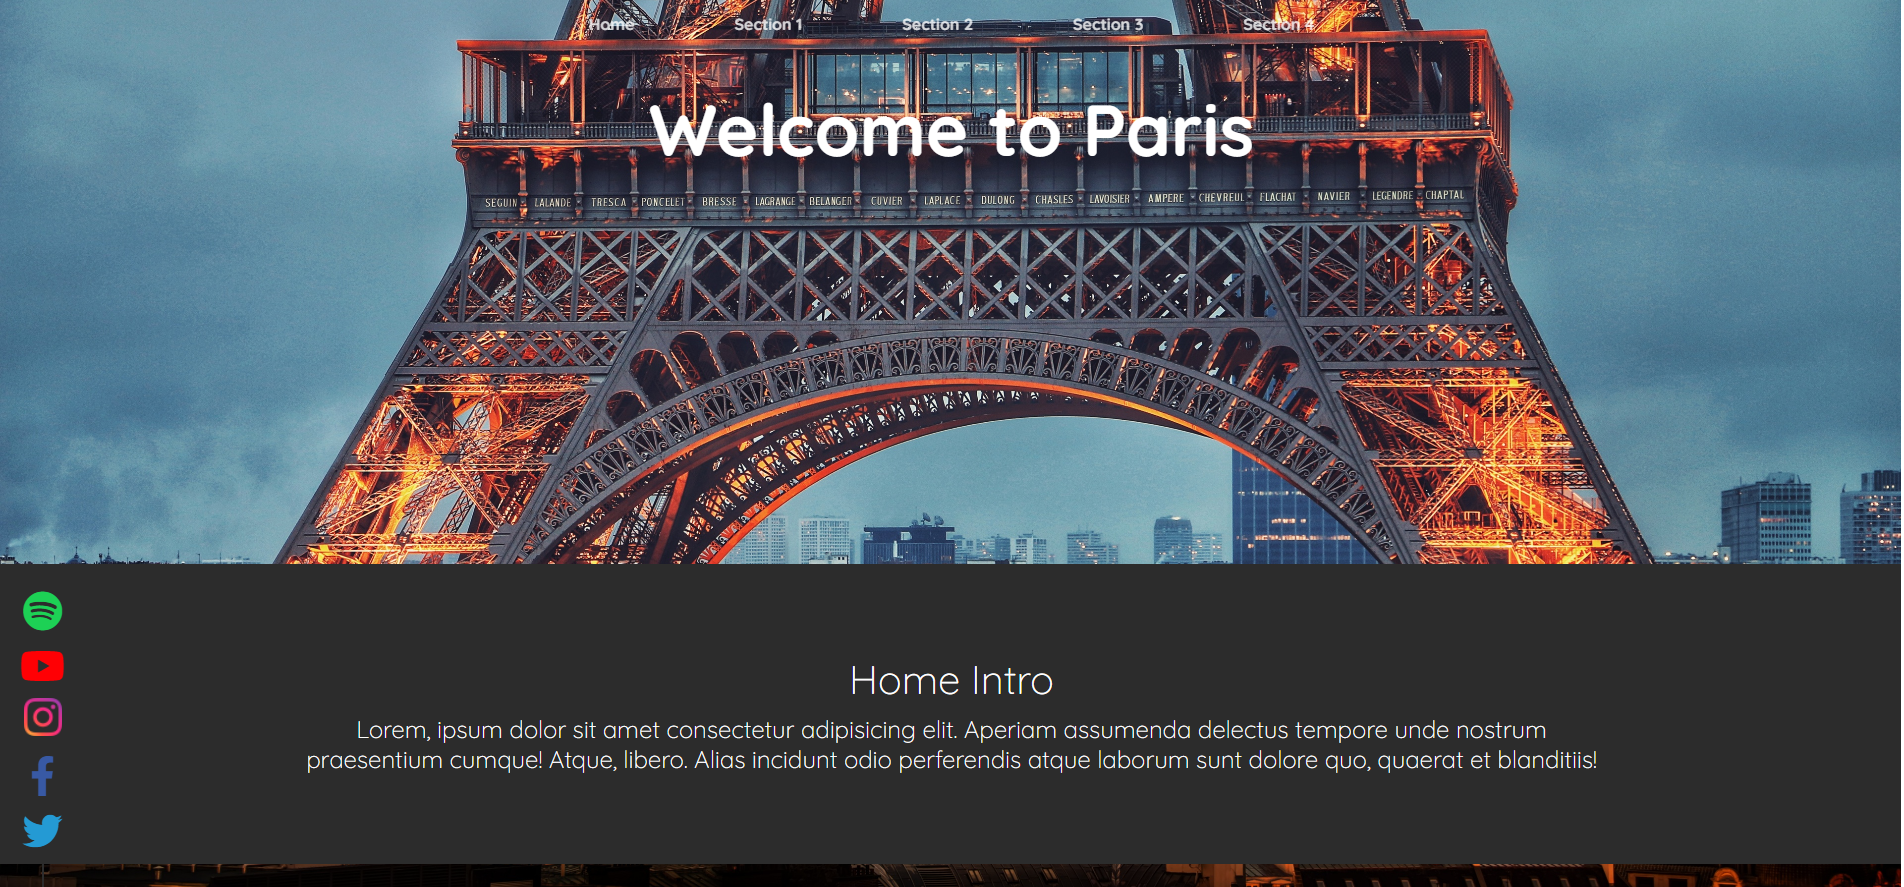 Home Section 1 Section 2 Section 3 Section 4
Welcome to Paris
SEGUIN LALANDE TRESCA PONCELET BRESSE LAGRANGE BELANGER CUVIER LAPLACE DULONG CHASLES LAVOISIER AMPERE CHEVREUL FLACHAT NAVIER LEGENDRE CHAPTAL
Home Intro
Lorem, ipsum dolor sit amet consectetur adipisicing elit. Aperiam assumenda delectus tempore unde nostrum
praesentium cumque! Atque, libero. Alias incidunt odio perferendis atque laborum sunt dolore quo, quaerat et blanditiis!